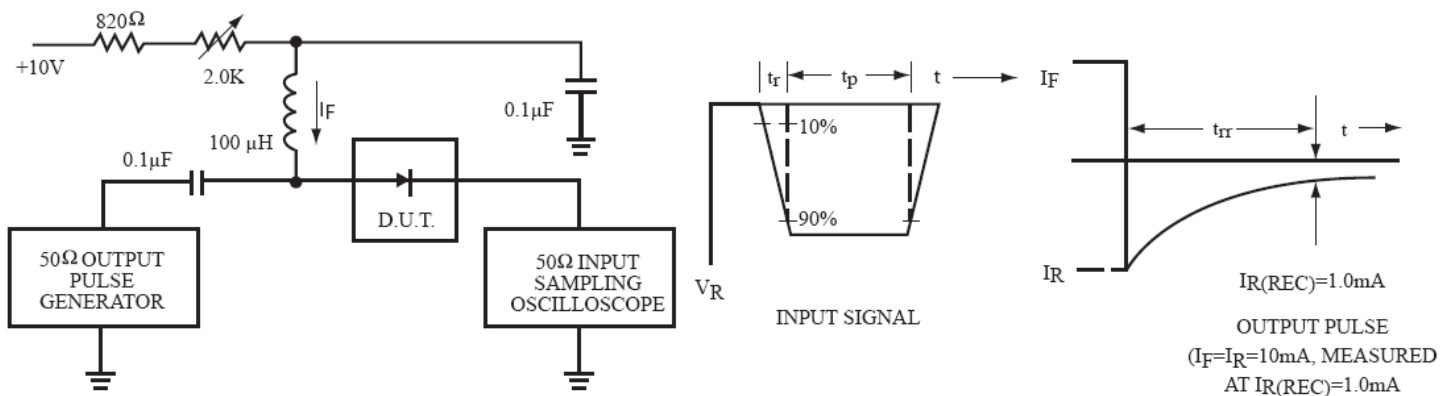 820Ω
+10V
2.0K
IF
0.1μF
100 μH
0.1μF
D.U.T.
50Ω OUTPUT
PULSE
GENERATOR
50Ω INPUT
SAMPLING
OSCILLOSCOPE
tr
tp
t
10%
90%
VR
INPUT SIGNAL
IF
trr
t
IR
IR(REC)=1.0mA
OUTPUT PULSE
(IF=IR=10mA, MEASURED
AT IR(REC)=1.0mA